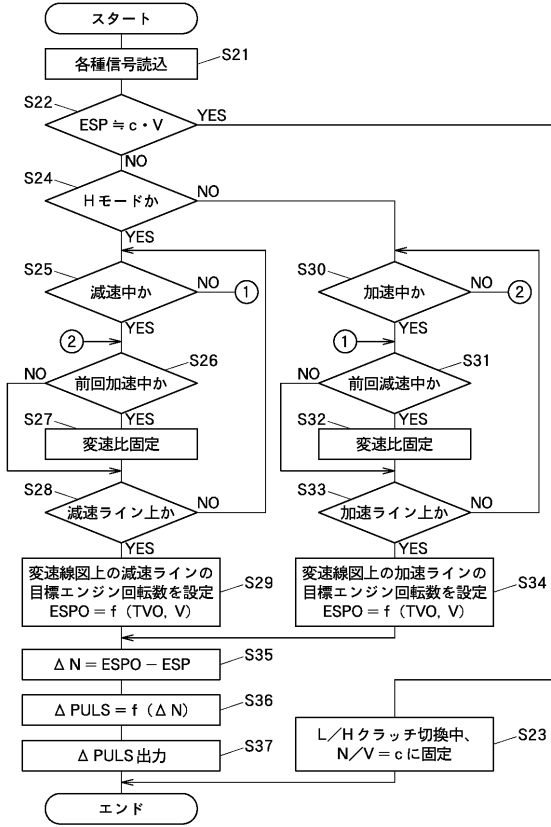 スタート
各種信号読込
S21
S22
ESP≒c・V
YES
NO
S24
Hモードか
NO
YES
S25
減速中か
NO
①
YES
S30
加速中か
NO
②
YES
②
S26
前回加速中か
NO
YES
①
S31
前回減速中か
NO
YES
S27
変速比固定
S32
変速比固定
S28
減速ライン上か
NO
YES
S33
加速ライン上か
NO
YES
変速線図上の減速ラインの
目標エンジン回転数を設定
ESPO=f(TVO, V)
S29
変速線図上の加速ラインの
目標エンジン回転数を設定
ESPO=f(TVO, V)
S34
ΔN=ESPO−ESP
S35
ΔPULS=f(ΔN)
S36
ΔPULS出力
S37
L/Hクラッチ切換中、
N/V=cに固定
S23
エンド